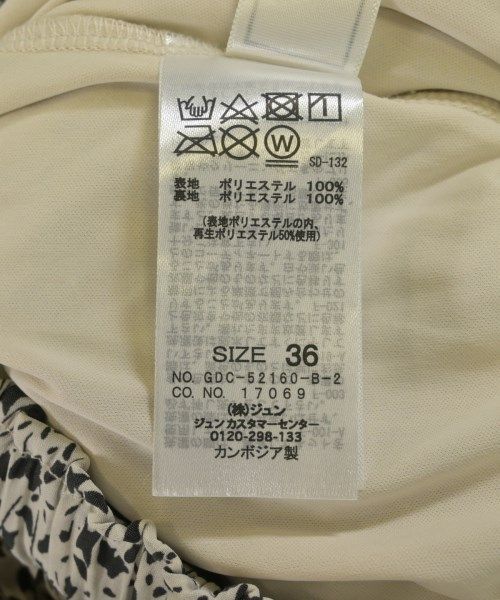 W
SD-132
表地 ポリエステル 100%
裏地 ポリエステル 100%
(表地ポリエステルの内、
再生ポリエステル50%使用)
SIZE 36
NO. GDC-52160-B-2
CO. NO. 17069
(株)ジュン
ジュンカスタマーセンター
0120-298-133
カンボジア製